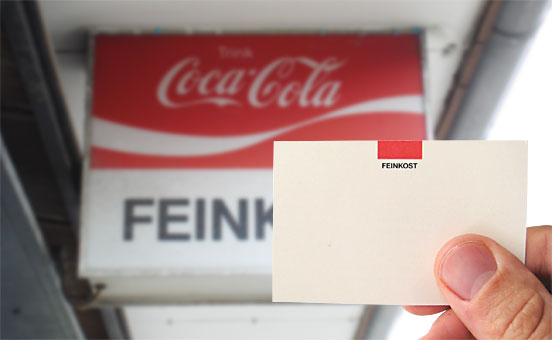 Trink
Coca-Cola
FEINK
FEINKOST